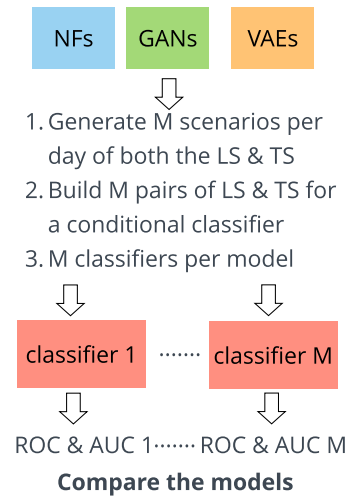 NFs GANs VAEs
1. Generate M scenarios per
day of both the LS & TS
2. Build M pairs of LS & TS for
a conditional classifier
3. M classifiers per model
classifier 1 ....... classifier M
ROC & AUC 1....... ROC & AUC M
Compare the models